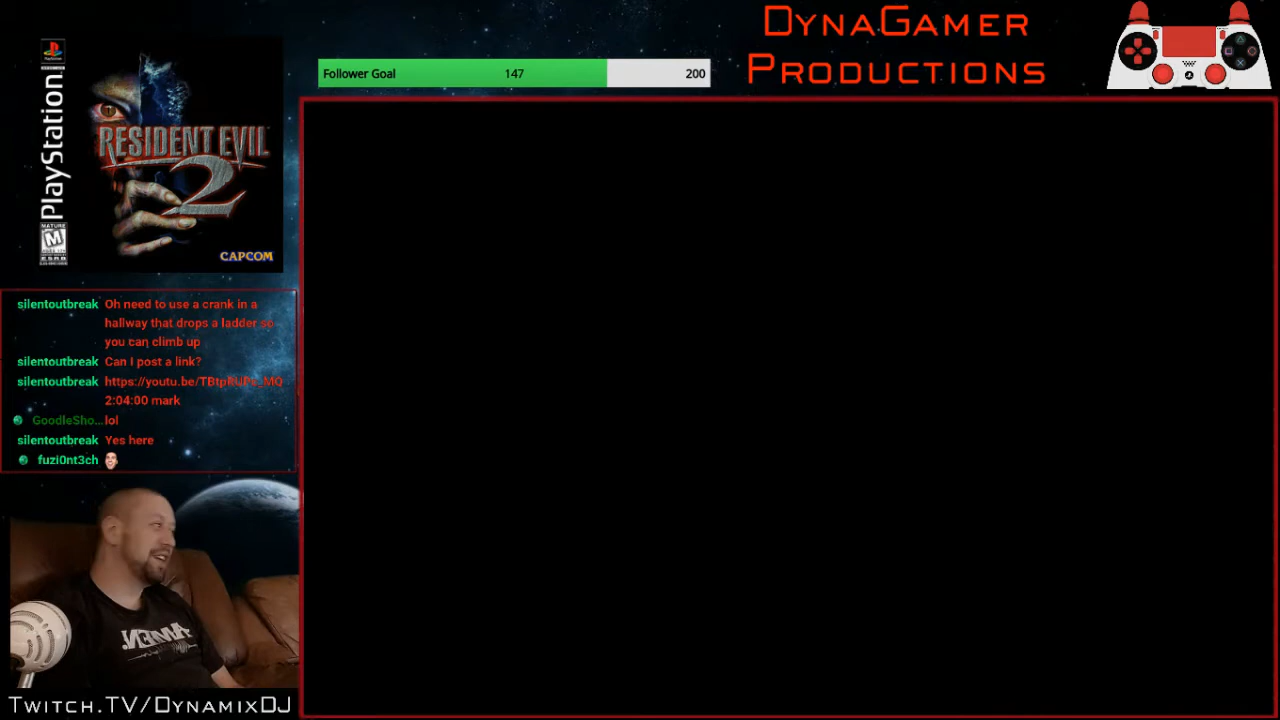 DynaGamer
Productions
Follower Goal 147 200
PlayStation
RESIDENT EVIL
2
MATURE
M
ESRB
CAPCOM
silentoutbreak Oh need to use a crank in a
hallway that drops a ladder so
you can climb up
silentoutbreak Can I post a link?
silentoutbreak
2:04:00 mark
GoodleSho... lol
silentoutbreak Yes here
fuzi0nt3ch
Twitch.TV/DynamixDJ